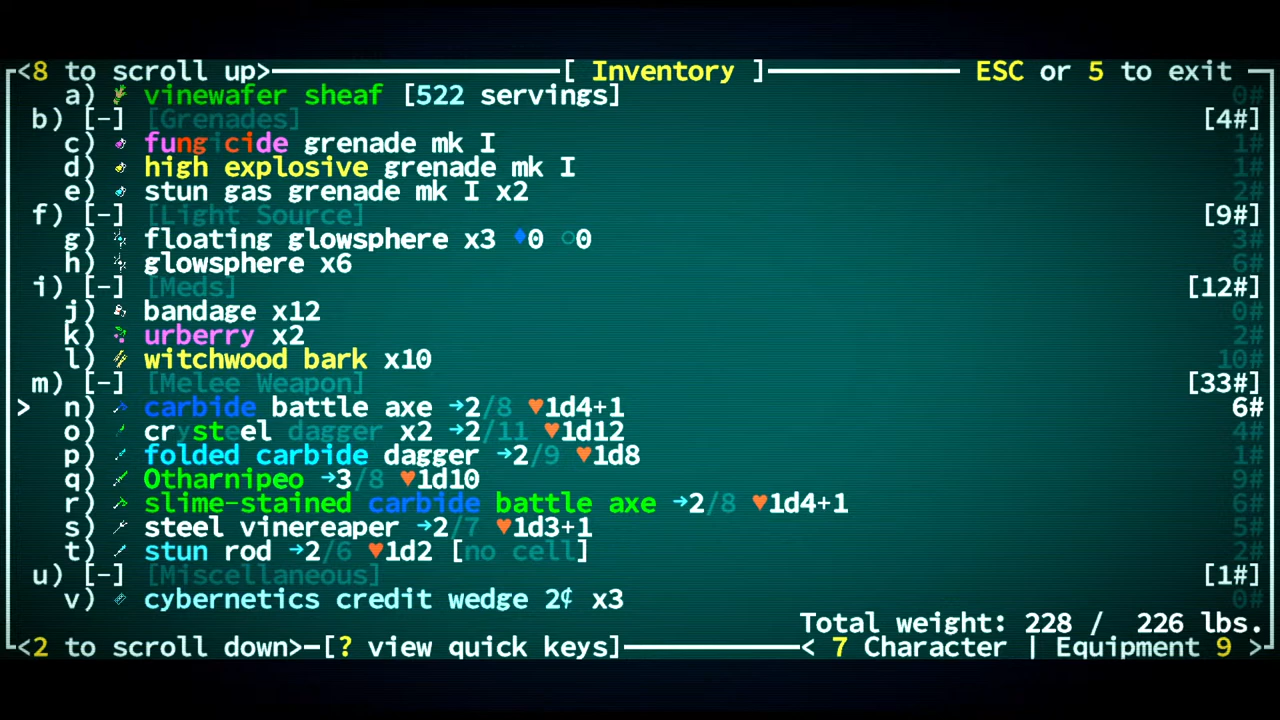 <8 to scroll up> [ Inventory ] ESC or 5 to exit
a) vinewafer sheaf [522 servings] 0#
b) [-] [Grenades] [4#]
c) fungicide grenade mk I 1#
d) high explosive grenade mk I 1#
e) stun gas grenade mk I x2 2#
f) [-] [Light Source] [9#]
g) floating glowsphere x3 ♦0 ○0 3#
h) glowsphere x6 6#
i) [-] [Meds] [12#]
j) bandage x12 0#
k) urberry x2 2#
l) witchwood bark x10 10#
m) [-] [Melee Weapon] [33#]
> n) carbide battle axe →2/8 ♥1d4+1 6#
o) crysteel dagger x2 →2/11 ♥1d12 4#
p) folded carbide dagger →2/9 ♥1d8 1#
q) Otharnipeo →3/8 ♥1d10 9#
r) slime-stained carbide battle axe →2/8 ♥1d4+1 6#
s) steel vinereaper →2/7 ♥1d3+1 5#
t) stun rod →2/6 ♥1d2 [no cell] 2#
u) [-] [Miscellaneous] [1#]
v) cybernetics credit wedge 2¢ x3 0#
Total weight: 228 / 226 lbs.
<2 to scroll down> [? view quick keys] < 7 Character | Equipment 9 >